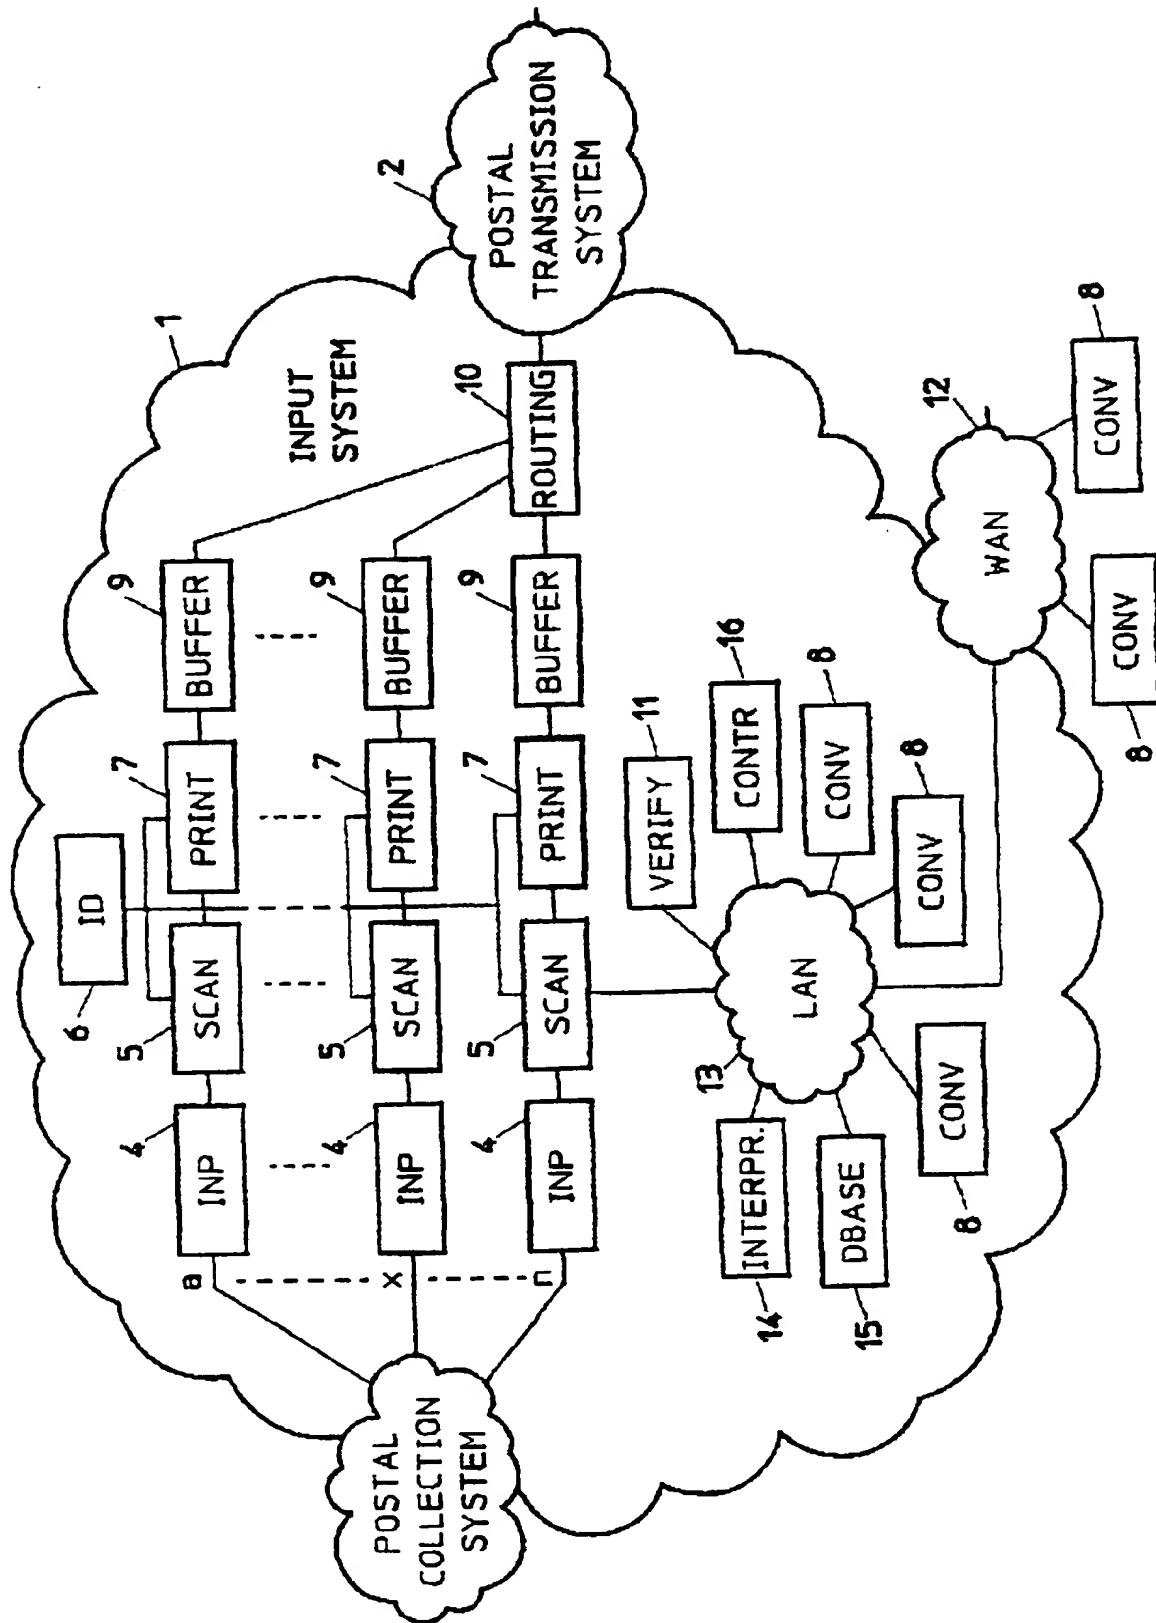 1
INPUT
SYSTEM
2
POSTAL
TRANSMISSION
SYSTEM
POSTAL
COLLECTION
SYSTEM
6
ID
a
4
INP
5
SCAN
7
PRINT
9
BUFFER
x
4
INP
5
SCAN
7
PRINT
9
BUFFER
10
ROUTING
n
4
INP
5
SCAN
7
PRINT
9
BUFFER
13
LAN
11
VERIFY
16
CONTR
8
CONV
8
CONV
8
CONV
14
INTERPR.
15
DBASE
12
WAN
8
CONV
8
CONV